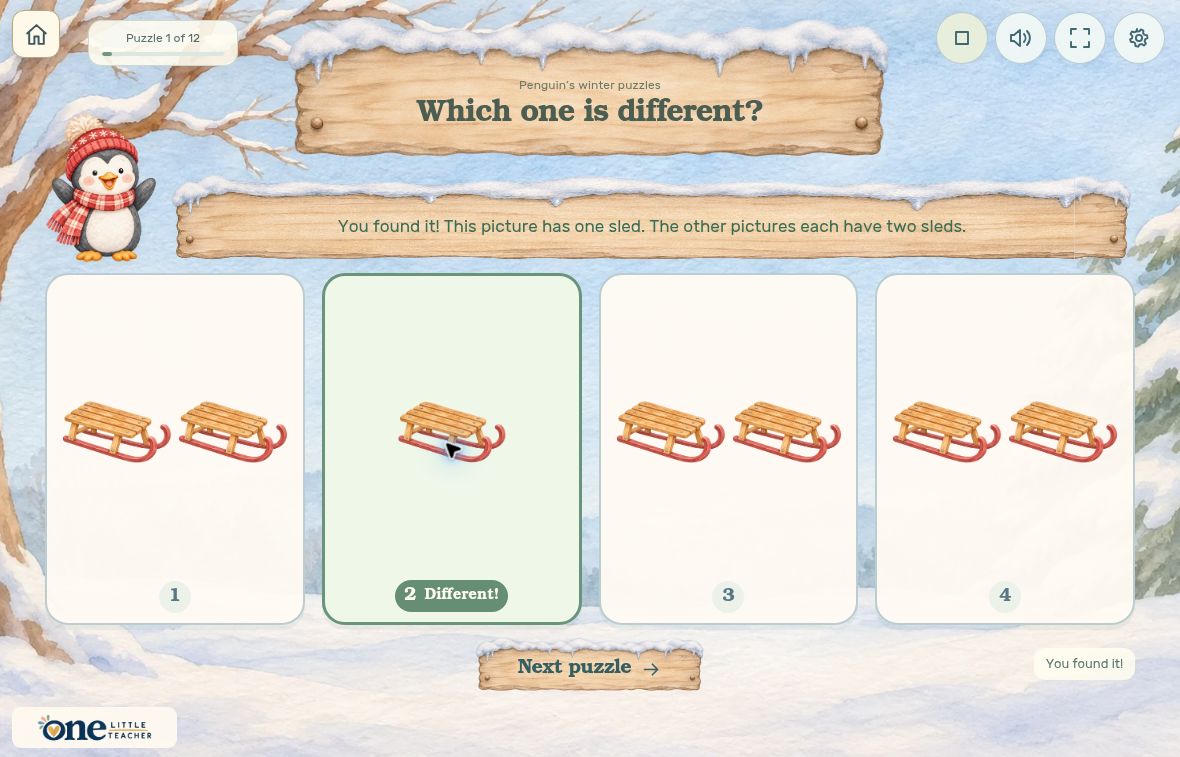 Puzzle 1 of 12
Penguin's winter puzzles
Which one is different?
You found it! This picture has one sled. The other pictures each have two sleds.
1
2 Different!
3
4
Next puzzle →
You found it!
one LITTLE
TEACHER